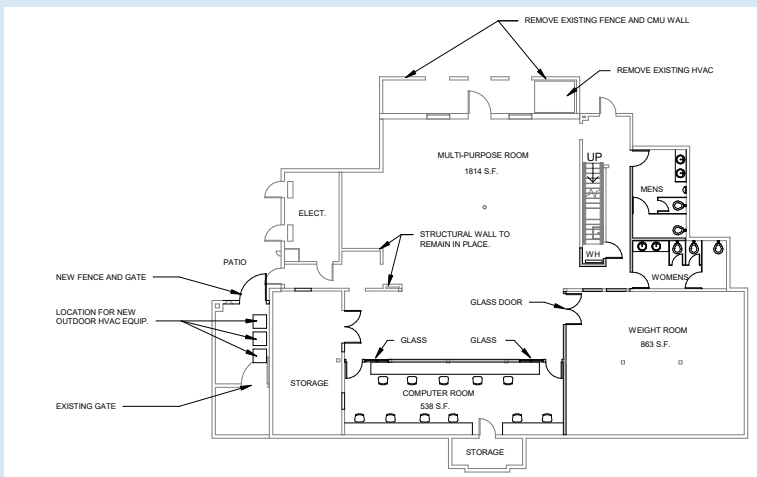 REMOVE EXISTING FENCE AND CMU WALL
REMOVE EXISTING HVAC
MULTI-PURPOSE ROOM
1814 S.F.
UP
MENS
ELECT.
STRUCTURAL WALL TO
REMAIN IN PLACE.
WH
PATIO
WOMENS
NEW FENCE AND GATE
LOCATION FOR NEW
OUTDOOR HVAC EQUIP.
GLASS DOOR
WEIGHT ROOM
863 S.F.
GLASS
GLASS
STORAGE
COMPUTER ROOM
538 S.F.
EXISTING GATE
STORAGE